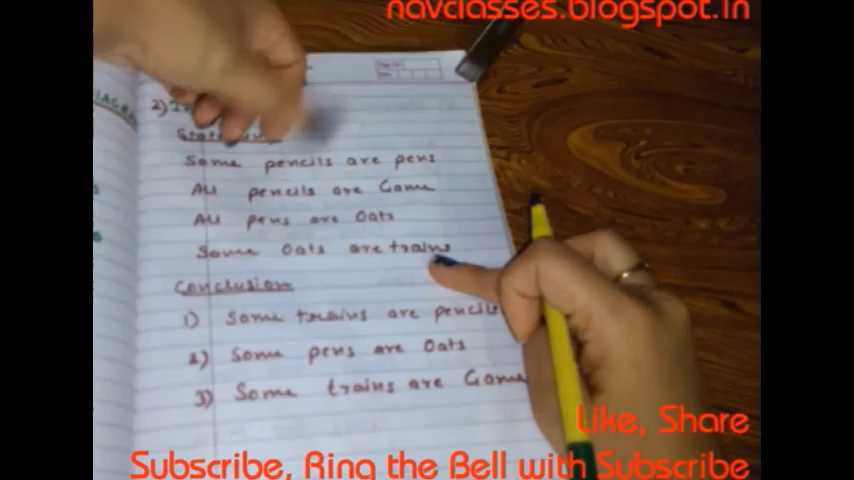 navclasses.blogspot.in
2)
Some pencils are pens
All pencils are Game
All pens are Oats
Some Oats are trains
Conclusion
1) Some trains are pencils
2) Some pens are Oats
3) Some trains are Game
Like, Share
Subscribe, Ring the Bell with Subscribe